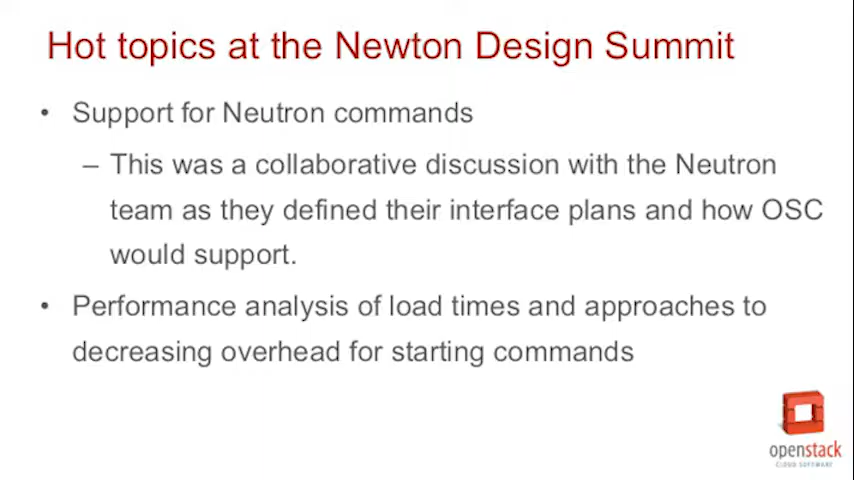 Hot topics at the Newton Design Summit
• Support for Neutron commands
– This was a collaborative discussion with the Neutron
team as they defined their interface plans and how OSC
would support.
• Performance analysis of load times and approaches to
decreasing overhead for starting commands
openstack
CLOUD SOFTWARE